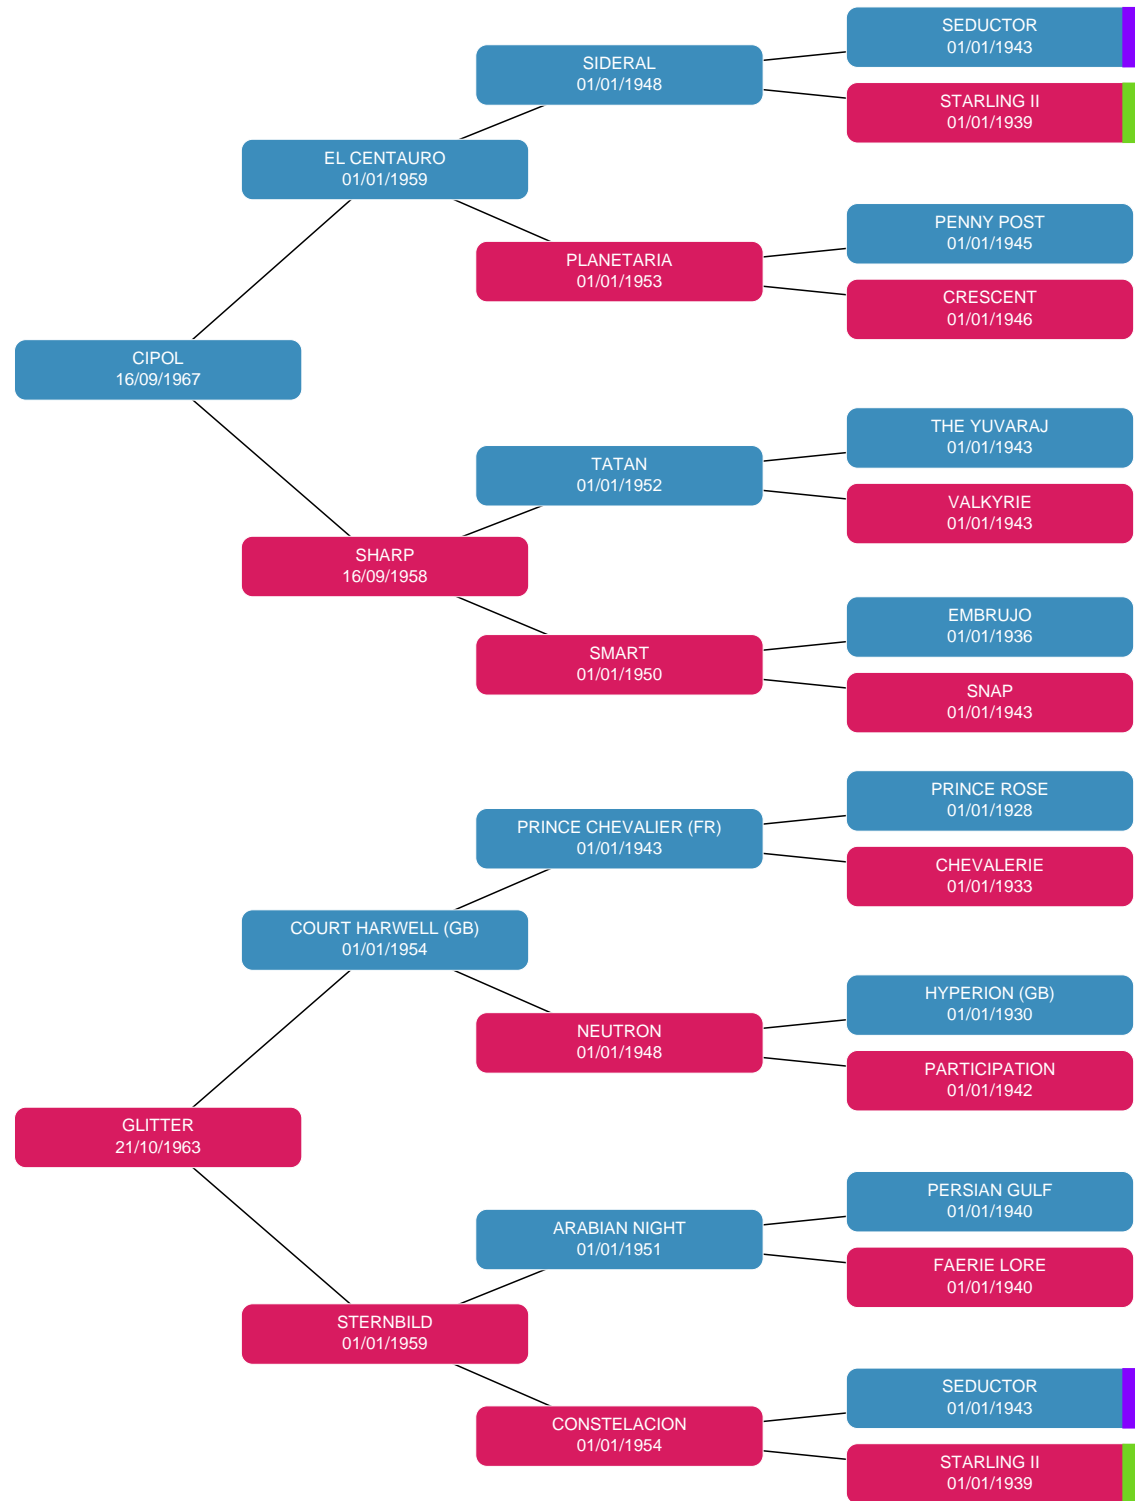 SEDUCTOR
01/01/1943
SIDERAL
01/01/1948
STARLING II
01/01/1939
EL CENTAURO
01/01/1959
PENNY POST
01/01/1945
PLANETARIA
01/01/1953
CRESCENT
01/01/1946
CIPOL
16/09/1967
THE YUVARAJ
01/01/1943
TATAN
01/01/1952
VALKYRIE
01/01/1943
SHARP
16/09/1958
EMBRUJO
01/01/1936
SMART
01/01/1950
SNAP
01/01/1943
PRINCE ROSE
01/01/1928
PRINCE CHEVALIER (FR)
01/01/1943
CHEVALERIE
01/01/1933
COURT HARWELL (GB)
01/01/1954
HYPERION (GB)
01/01/1930
NEUTRON
01/01/1948
PARTICIPATION
01/01/1942
GLITTER
21/10/1963
PERSIAN GULF
01/01/1940
ARABIAN NIGHT
01/01/1951
FAERIE LORE
01/01/1940
STERNBILD
01/01/1959
SEDUCTOR
01/01/1943
CONSTELACION
01/01/1954
STARLING II
01/01/1939